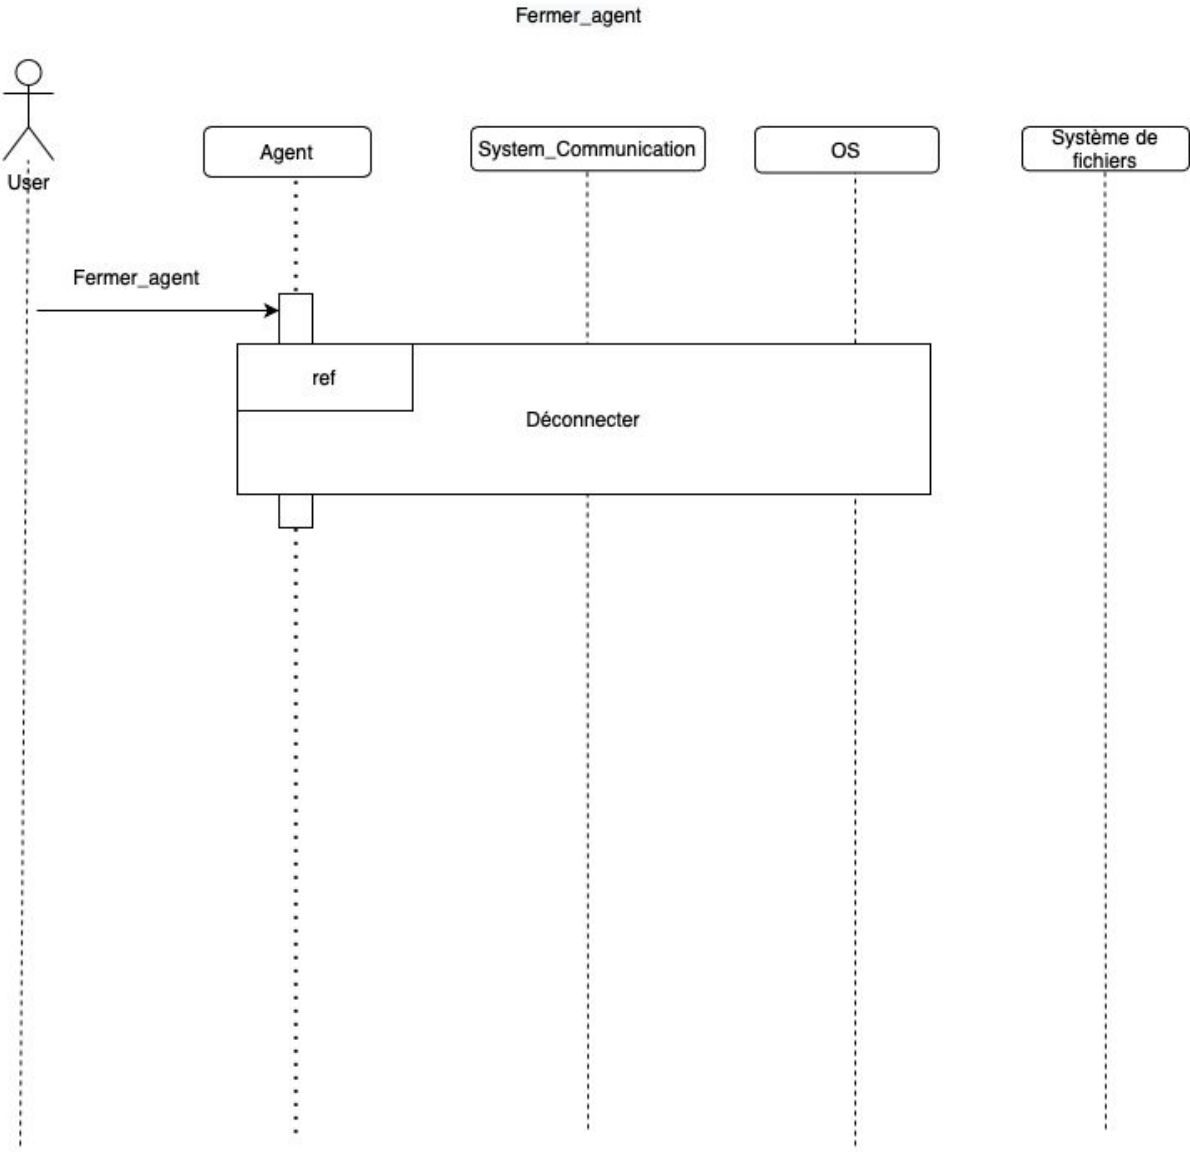 Fermer_agent
User
Agent
System_Communication
OS
Système de
fichiers
Fermer_agent
ref
Déconnecter